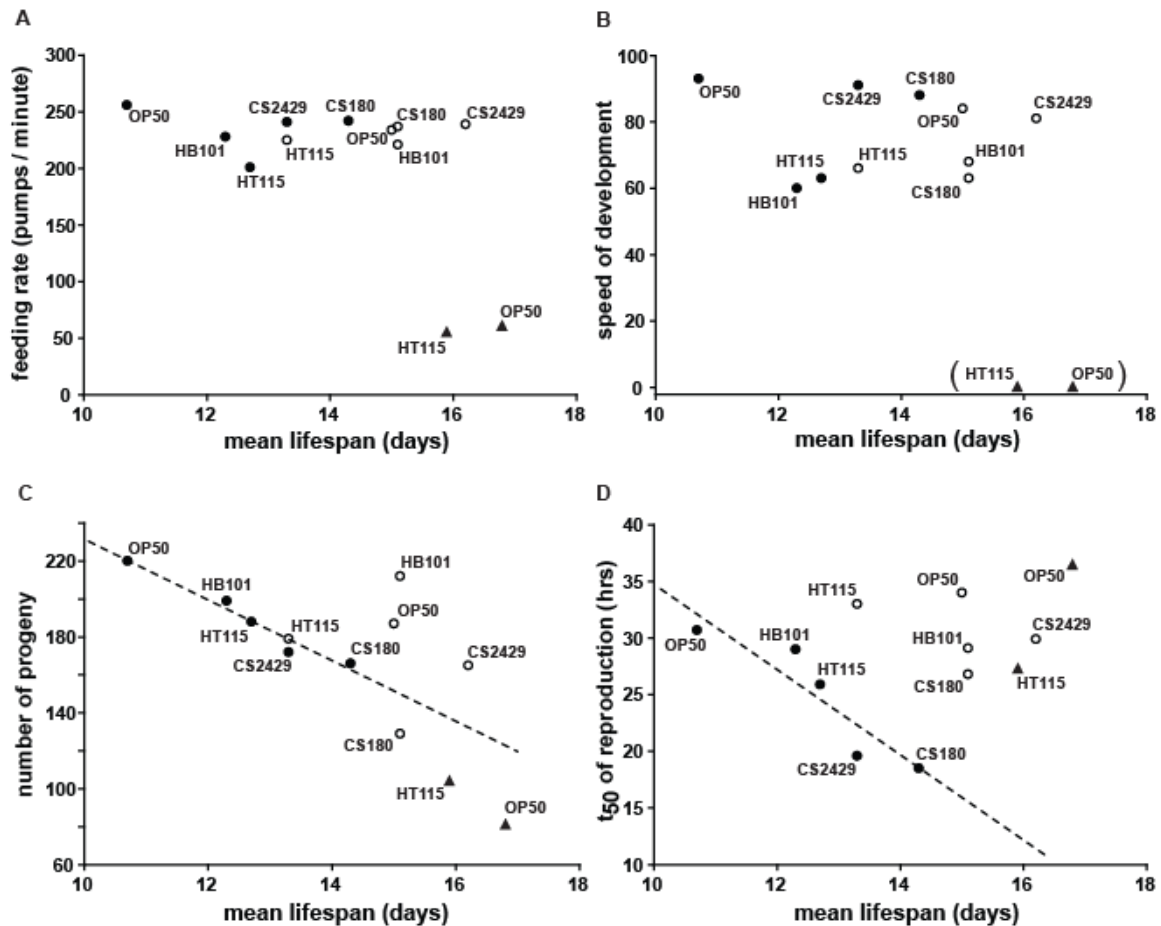 A
feeding rate (pumps / minute)
300
250
200
150
100
50
0
OP50
HB101
HT115
CS2429
HT115
CS180
OP50
CS180
HB101
CS2429
HT115
OP50
10 12 14 16 18
mean lifespan (days)
B
speed of development
100
80
60
40
20
0
OP50
CS2429
CS180
OP50
CS2429
HT115
HT115
HB101
HB101
CS180
( HT115 OP50 )
10 12 14 16 18
mean lifespan (days)
C
number of progeny
220
180
140
100
60
OP50
HB101
HB101
HT115
HT115
OP50
CS2429
CS180
CS2429
CS180
HT115
OP50
10 12 14 16 18
mean lifespan (days)
D
t50 of reproduction (hrs)
40
35
30
25
20
15
10
OP50
HB101
HT115
HT115
OP50
OP50
HB101
CS2429
CS180
HT115
CS2429
CS180
10 12 14 16 18
mean lifespan (days)